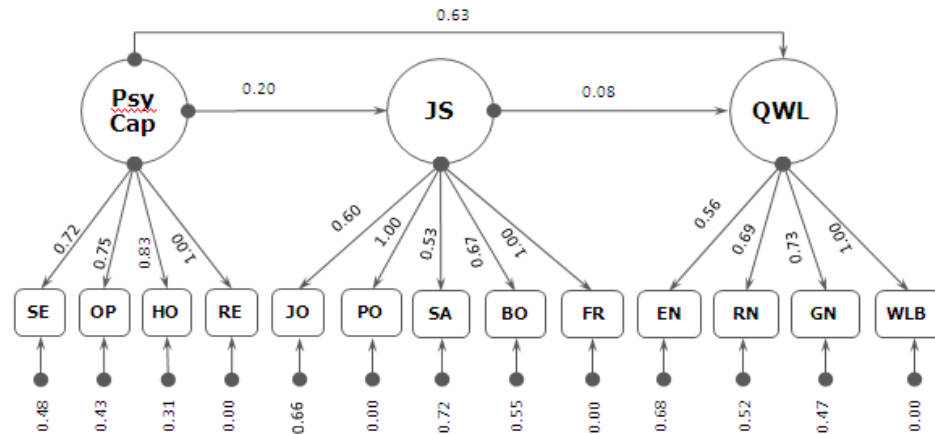 0.63
Psy
Cap
0.20
JS
0.08
QWL
0.72
0.75
0.83
1.00
0.60
1.00
0.53
0.67
1.00
0.56
0.69
0.73
1.00
SE
OP
HO
RE
JO
PO
SA
BO
FR
EN
RN
GN
WLB
0.48
0.43
0.31
0.00
0.66
0.00
0.72
0.55
0.00
0.68
0.52
0.47
0.00